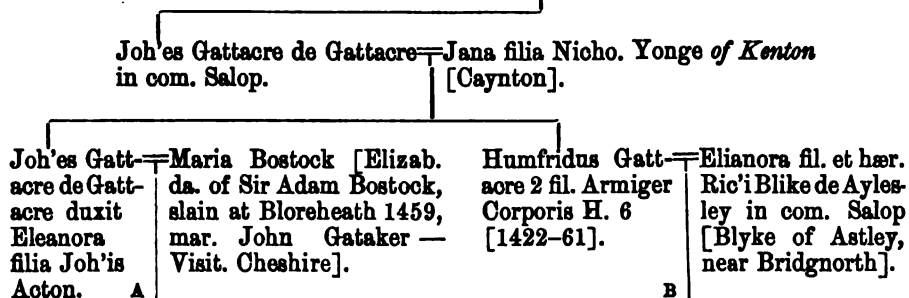 Joh'es Gattacre de Gattacre=Jana filia Nicho. Yonge of Kenton
in com. Salop.
[Caynton].
Joh'es Gatt-
acre de Gatt-
acre duxit
Eleanora
filia Joh'is
Acton. A
Maria Bostock [Elizab.
da. of Sir Adam Bostock,
slain at Bloreheath 1459,
mar. John Gataker —
Visit. Cheshire].
Humfridus Gatt-
acre 2 fil. Armiger
Corporis H. 6
[1422–61].
Elianora fil. et hær.
Ric'i Blike de Ayles-
ley in com. Salop
[Blyke of Astley,
near Bridgnorth].
B